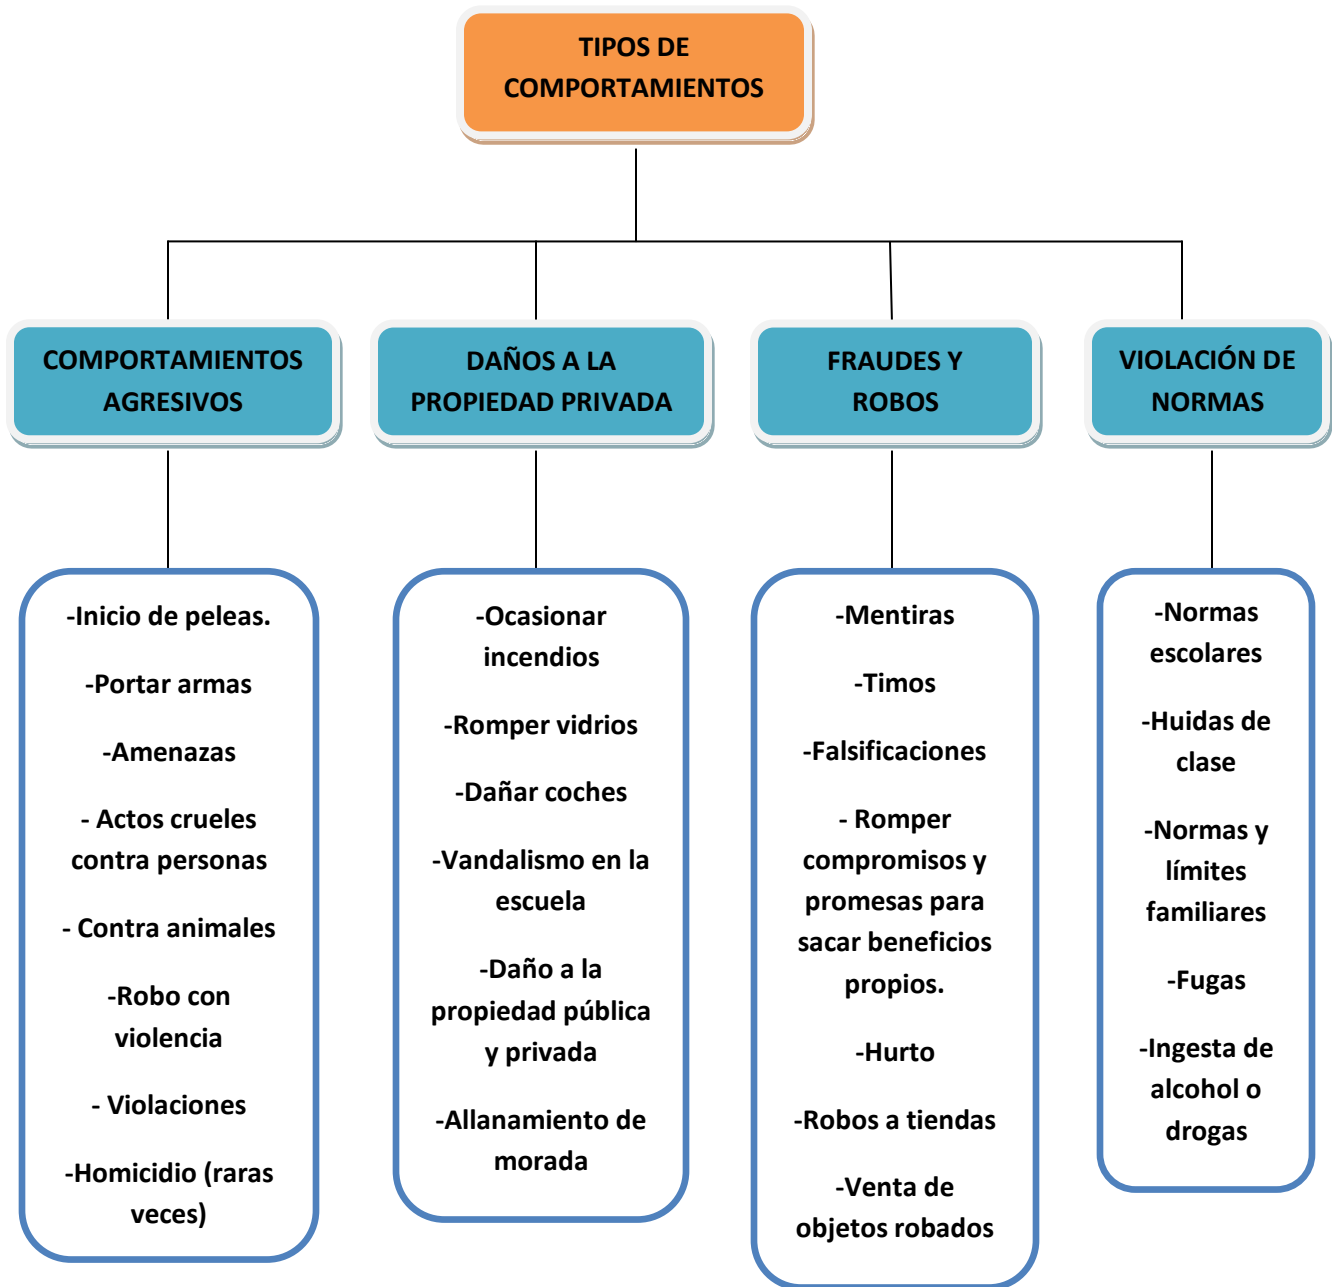 TIPOS DE
COMPORTAMIENTOS
COMPORTAMIENTOS
AGRESIVOS
DAÑOS A LA
PROPIEDAD PRIVADA
FRAUDES Y
ROBOS
VIOLACIÓN DE
NORMAS
-Inicio de peleas.
-Portar armas
-Amenazas
- Actos crueles
contra personas
- Contra animales
-Robo con
violencia
- Violaciones
-Homicidio (raras
veces)
-Ocasionar
incendios
-Romper vidrios
-Dañar coches
-Vandalismo en la
escuela
-Daño a la
propiedad pública
y privada
-Allanamiento de
morada
-Mentiras
-Timos
-Falsificaciones
- Romper
compromisos y
promesas para
sacar beneficios
propios.
-Hurto
-Robos a tiendas
-Venta de
objetos robados
-Normas
escolares
-Huidas de
clase
-Normas y
límites
familiares
-Fugas
-Ingesta de
alcohol o
drogas